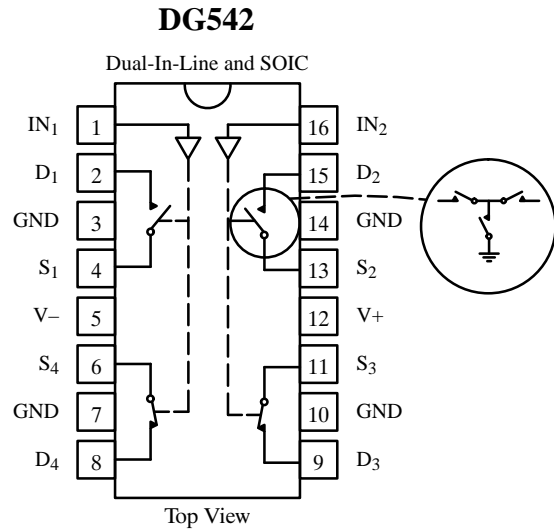 DG542
Dual-In-Line and SOIC
IN1 1 16 IN2
D1 2 15 D2
GND 3 14 GND
S1 4 13 S2
V– 5 12 V+
S4 6 11 S3
GND 7 10 GND
D4 8 9 D3
Top View